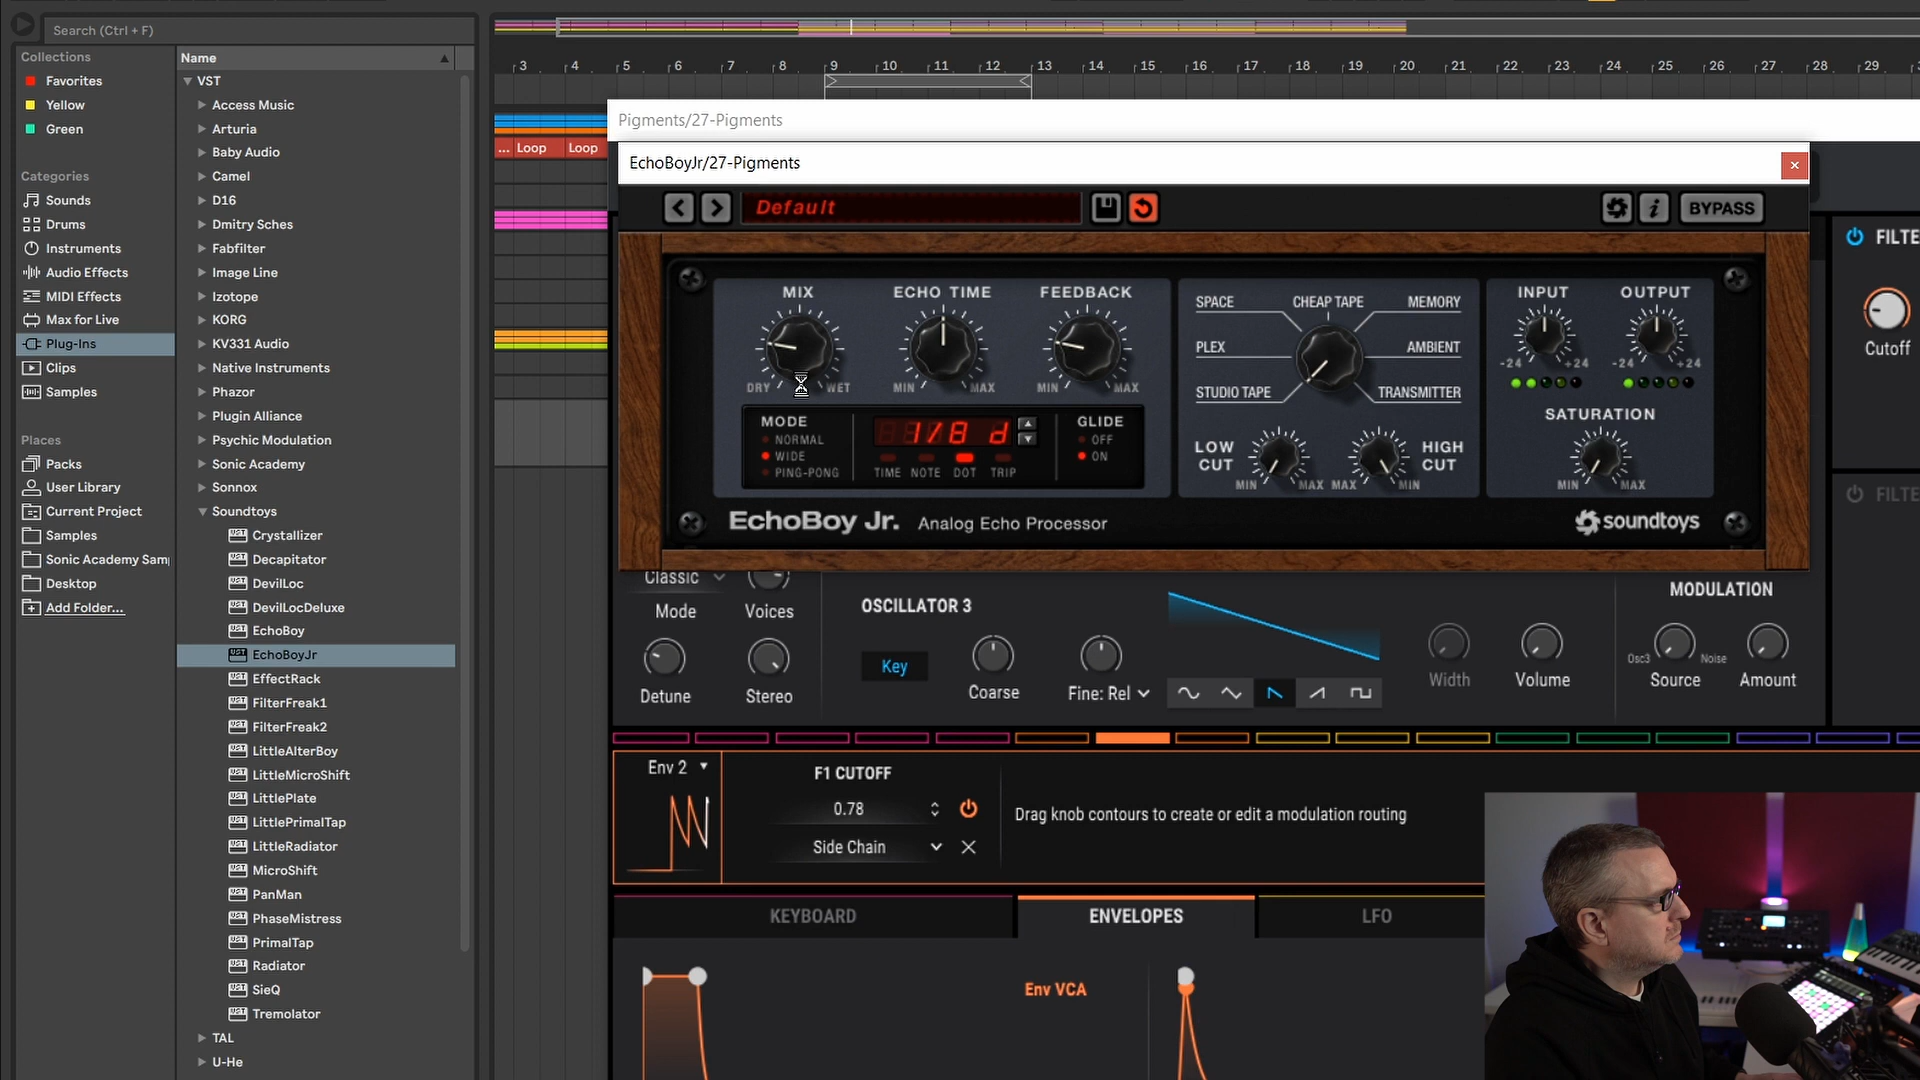 Search (Ctrl + F)
Collections
Favorites
Yellow
Green
Categories
Sounds
Drums
Instruments
Audio Effects
MIDI Effects
Max for Live
Plug-Ins
Clips
Samples
Places
Packs
User Library
Current Project
Samples
Sonic Academy Samp
Desktop
Add Folder...
Name
VST
Access Music
Arturia
Baby Audio
Camel
D16
Dmitry Sches
Fabfilter
Image Line
Izotope
KORG
KV331 Audio
Native Instruments
Phazor
Plugin Alliance
Psychic Modulation
Sonic Academy
Sonnox
Soundtoys
Crystallizer
Decapitator
DevilLoc
DevilLocDeluxe
EchoBoy
EchoBoyJr
EffectRack
FilterFreak1
FilterFreak2
LittleAlterBoy
LittleMicroShift
LittlePlate
LittlePrimalTap
LittleRadiator
MicroShift
PanMan
PhaseMistress
PrimalTap
Radiator
SieQ
Tremolator
TAL
U-He
3 4 5 6 7 8 9 10 11 12 13 14 15 16 17 18 19 20 21 22 23 24 25 26 27 28 29
... Loop Loop
Pigments/27-Pigments
EchoBoyJr/27-Pigments
Default
BYPASS
MIX ECHO TIME FEEDBACK
DRY WET MIN MAX MIN MAX
MODE
NORMAL
WIDE
PING-PONG
1/8 d
TIME NOTE DOT TRIP
GLIDE
OFF
ON
SPACE CHEAP TAPE MEMORY
PLEX AMBIENT
STUDIO TAPE TRANSMITTER
LOW CUT
HIGH CUT
MIN MAX MAX MIN
INPUT OUTPUT
-24 +24 -24 +24
SATURATION
MIN MAX
EchoBoy Jr. Analog Echo Processor
soundtoys
FILTE
Cutoff
FILTE
Classic
Mode Voices
Detune Stereo
OSCILLATOR 3
Key
Coarse
Fine: Rel
Width Volume
MODULATION
Osc3 Noise
Source Amount
Env 2
F1 CUTOFF
0.78
Side Chain
Drag knob contours to create or edit a modulation routing
KEYBOARD ENVELOPES LFO
Env VCA